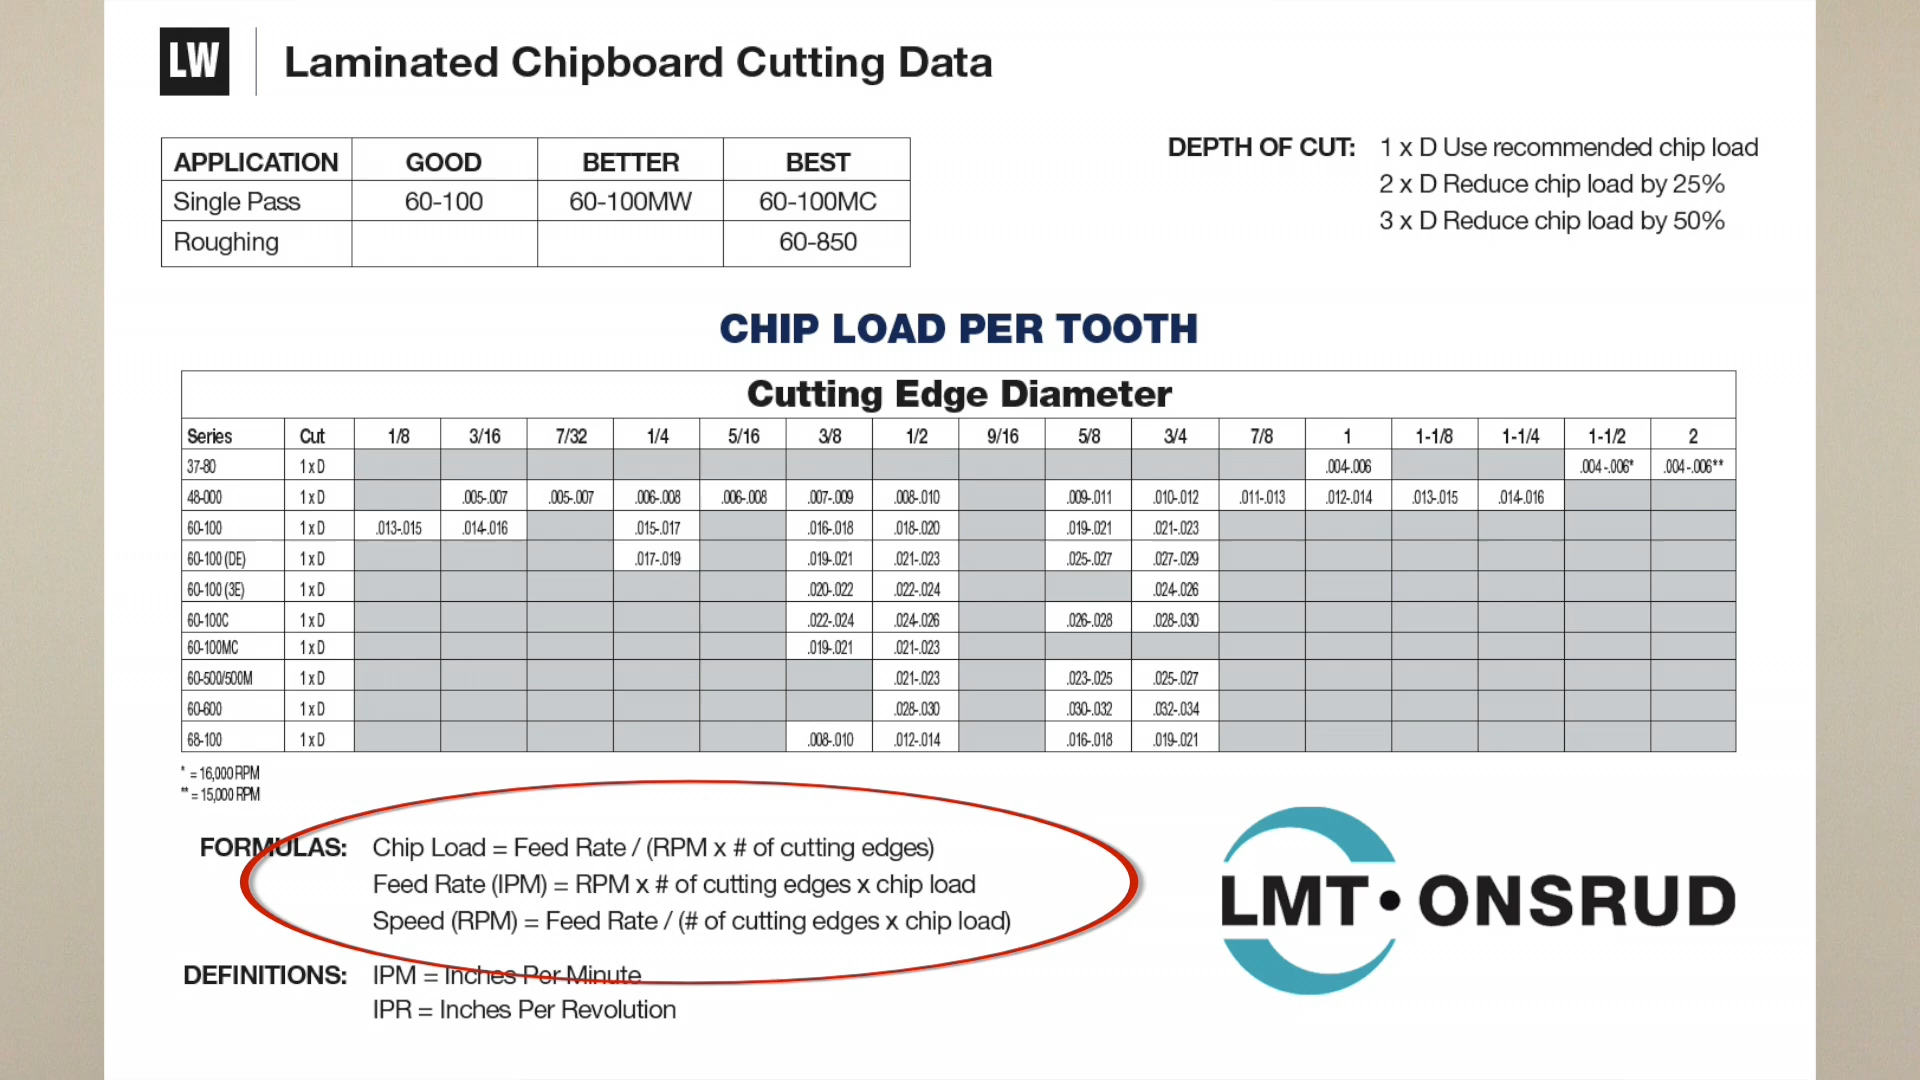 LW Laminated Chipboard Cutting Data
APPLICATION GOOD BETTER BEST
Single Pass 60-100 60-100MW 60-100MC
Roughing 60-850
DEPTH OF CUT: 1 x D Use recommended chip load
2 x D Reduce chip load by 25%
3 x D Reduce chip load by 50%
CHIP LOAD PER TOOTH
Cutting Edge Diameter
Series Cut 1/8 3/16 7/32 1/4 5/16 3/8 1/2 9/16 5/8 3/4 7/8 1 1-1/8 1-1/4 1-1/2 2
37-80 1 x D .004-.006 .004-.006* .004-.006**
48-000 1 x D .005-.007 .005-.007 .006-.008 .006-.008 .007-.009 .008-.010 .009-.011 .010-.012 .011-.013 .012-.014 .013-.015 .014-.016
60-100 1 x D .013-.015 .014-.016 .015-.017 .016-.018 .018-.020 .019-.021 .021-.023
60-100 (DE) 1 x D .017-.019 .019-.021 .021-.023 .025-.027 .027-.029
60-100 (3E) 1 x D .020-.022 .022-.024 .024-.026
60-100C 1 x D .022-.024 .024-.026 .026-.028 .028-.030
60-100MC 1 x D .019-.021 .021-.023
60-500/500M 1 x D .021-.023 .023-.025 .025-.027
60-600 1 x D .028-.030 .030-.032 .032-.034
68-100 1 x D .008-.010 .012-.014 .016-.018 .019-.021
* = 16,000 RPM
** = 15,000 RPM
FORMULAS: Chip Load = Feed Rate / (RPM x # of cutting edges)
Feed Rate (IPM) = RPM x # of cutting edges x chip load
Speed (RPM) = Feed Rate / (# of cutting edges x chip load)
DEFINITIONS: IPM = Inches Per Minute
IPR = Inches Per Revolution
LMT • ONSRUD